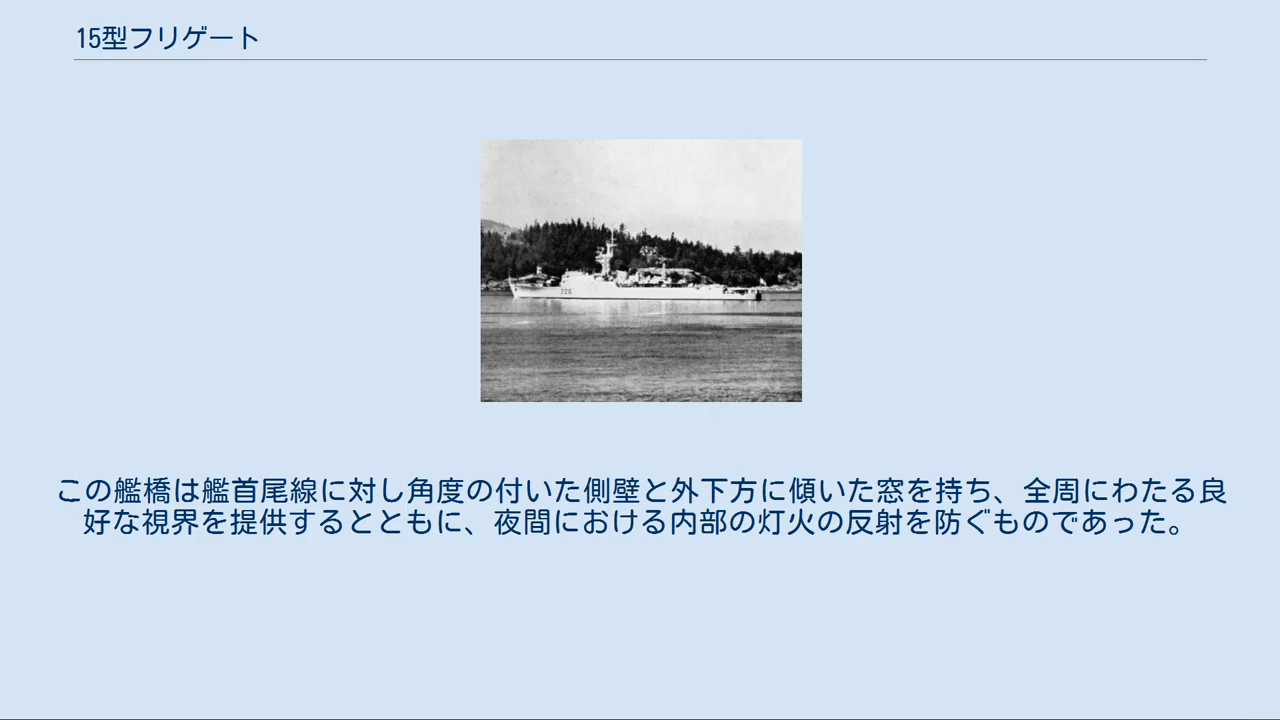 15型フリゲート
226
この艦橋は艦首尾線に対し角度の付いた側壁と外下方に傾いた窓を持ち、全周にわたる良
好な視界を提供するとともに、夜間における内部の灯火の反射を防ぐものであった。